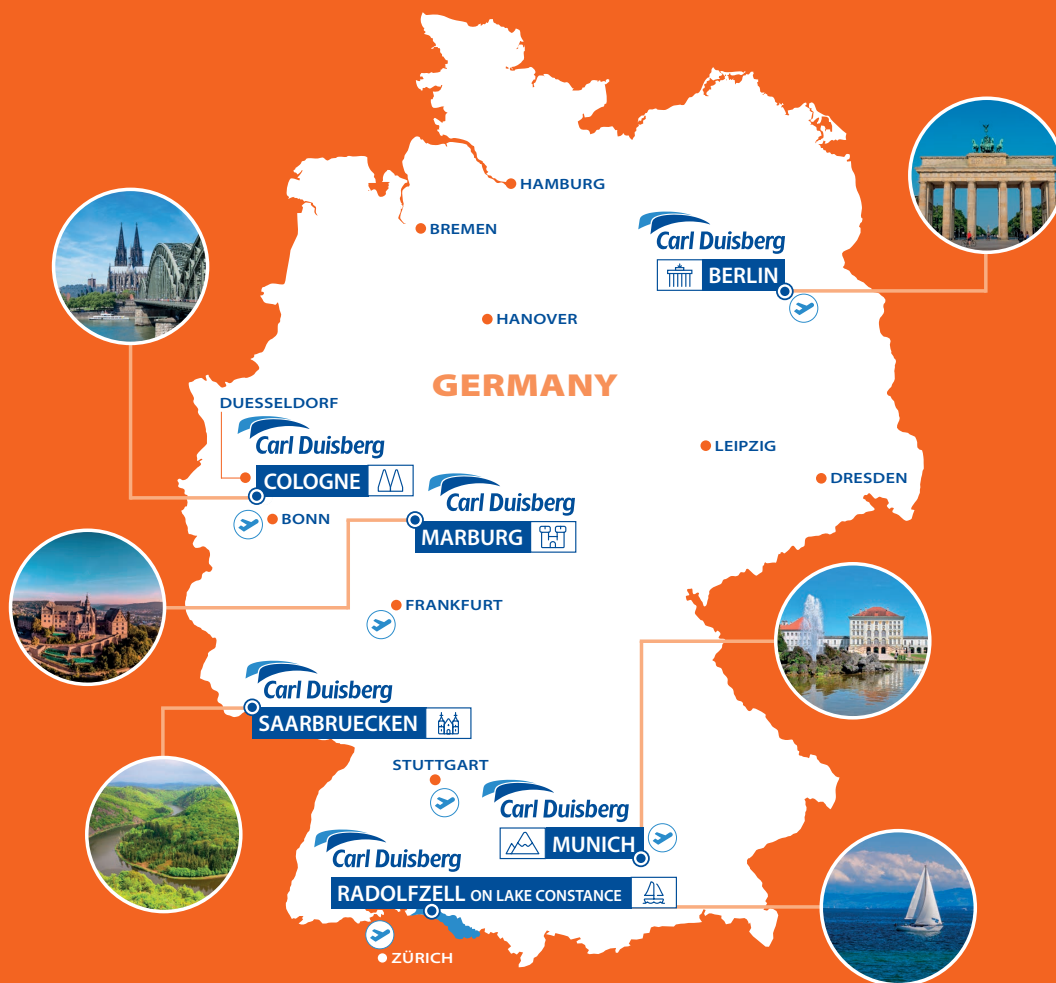 HAMBURG
BREMEN
Carl Duisberg
BERLIN
HANOVER
GERMANY
DUESSELDORF
Carl Duisberg
COLOGNE
LEIPZIG
DRESDEN
Carl Duisberg
MARBURG
BONN
FRANKFURT
Carl Duisberg
SAARBRUECKEN
STUTTGART
Carl Duisberg
MUNICH
Carl Duisberg
RADOLFZELL ON LAKE CONSTANCE
ZÜRICH